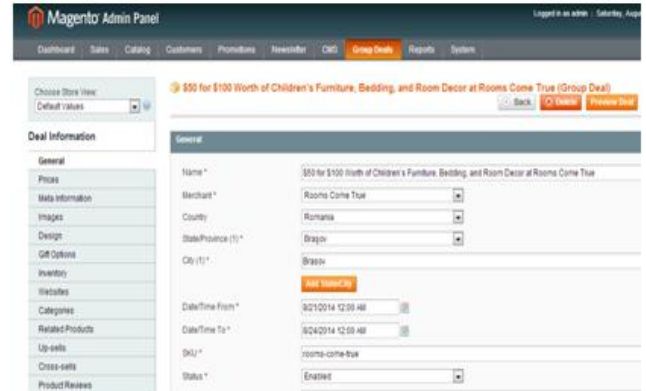 Magento Admin Panel
Logged in as admin
Saturday, Augu
Dashboard Sales Catalog Customers Promotions Newsletter CMS Group Deals Reports System
Choose Store View:
Default Values
Deal Information
General
Prices
Meta Information
Images
Design
Gift Options
Inventory
Websites
Categories
Related Products
Up-sells
Cross-sells
Product Reviews
$50 for $100 Worth of Children's Furniture, Bedding, and Room Decor at Rooms Come True (Group Deal)
Back Delete Preview Deal
General
Name *
$50 for $100 Worth of Children's Furniture, Bedding, and Room Decor at Rooms Come True
Merchant *
Rooms Come True
Country
Romania
State/Province (1) *
Braşov
City (1) *
Brasov
Add State/City
Date/Time From *
8/21/2014 12:00 AM
Date/Time To *
8/24/2014 12:00 AM
SKU *
rooms-come-true
Status *
Enabled